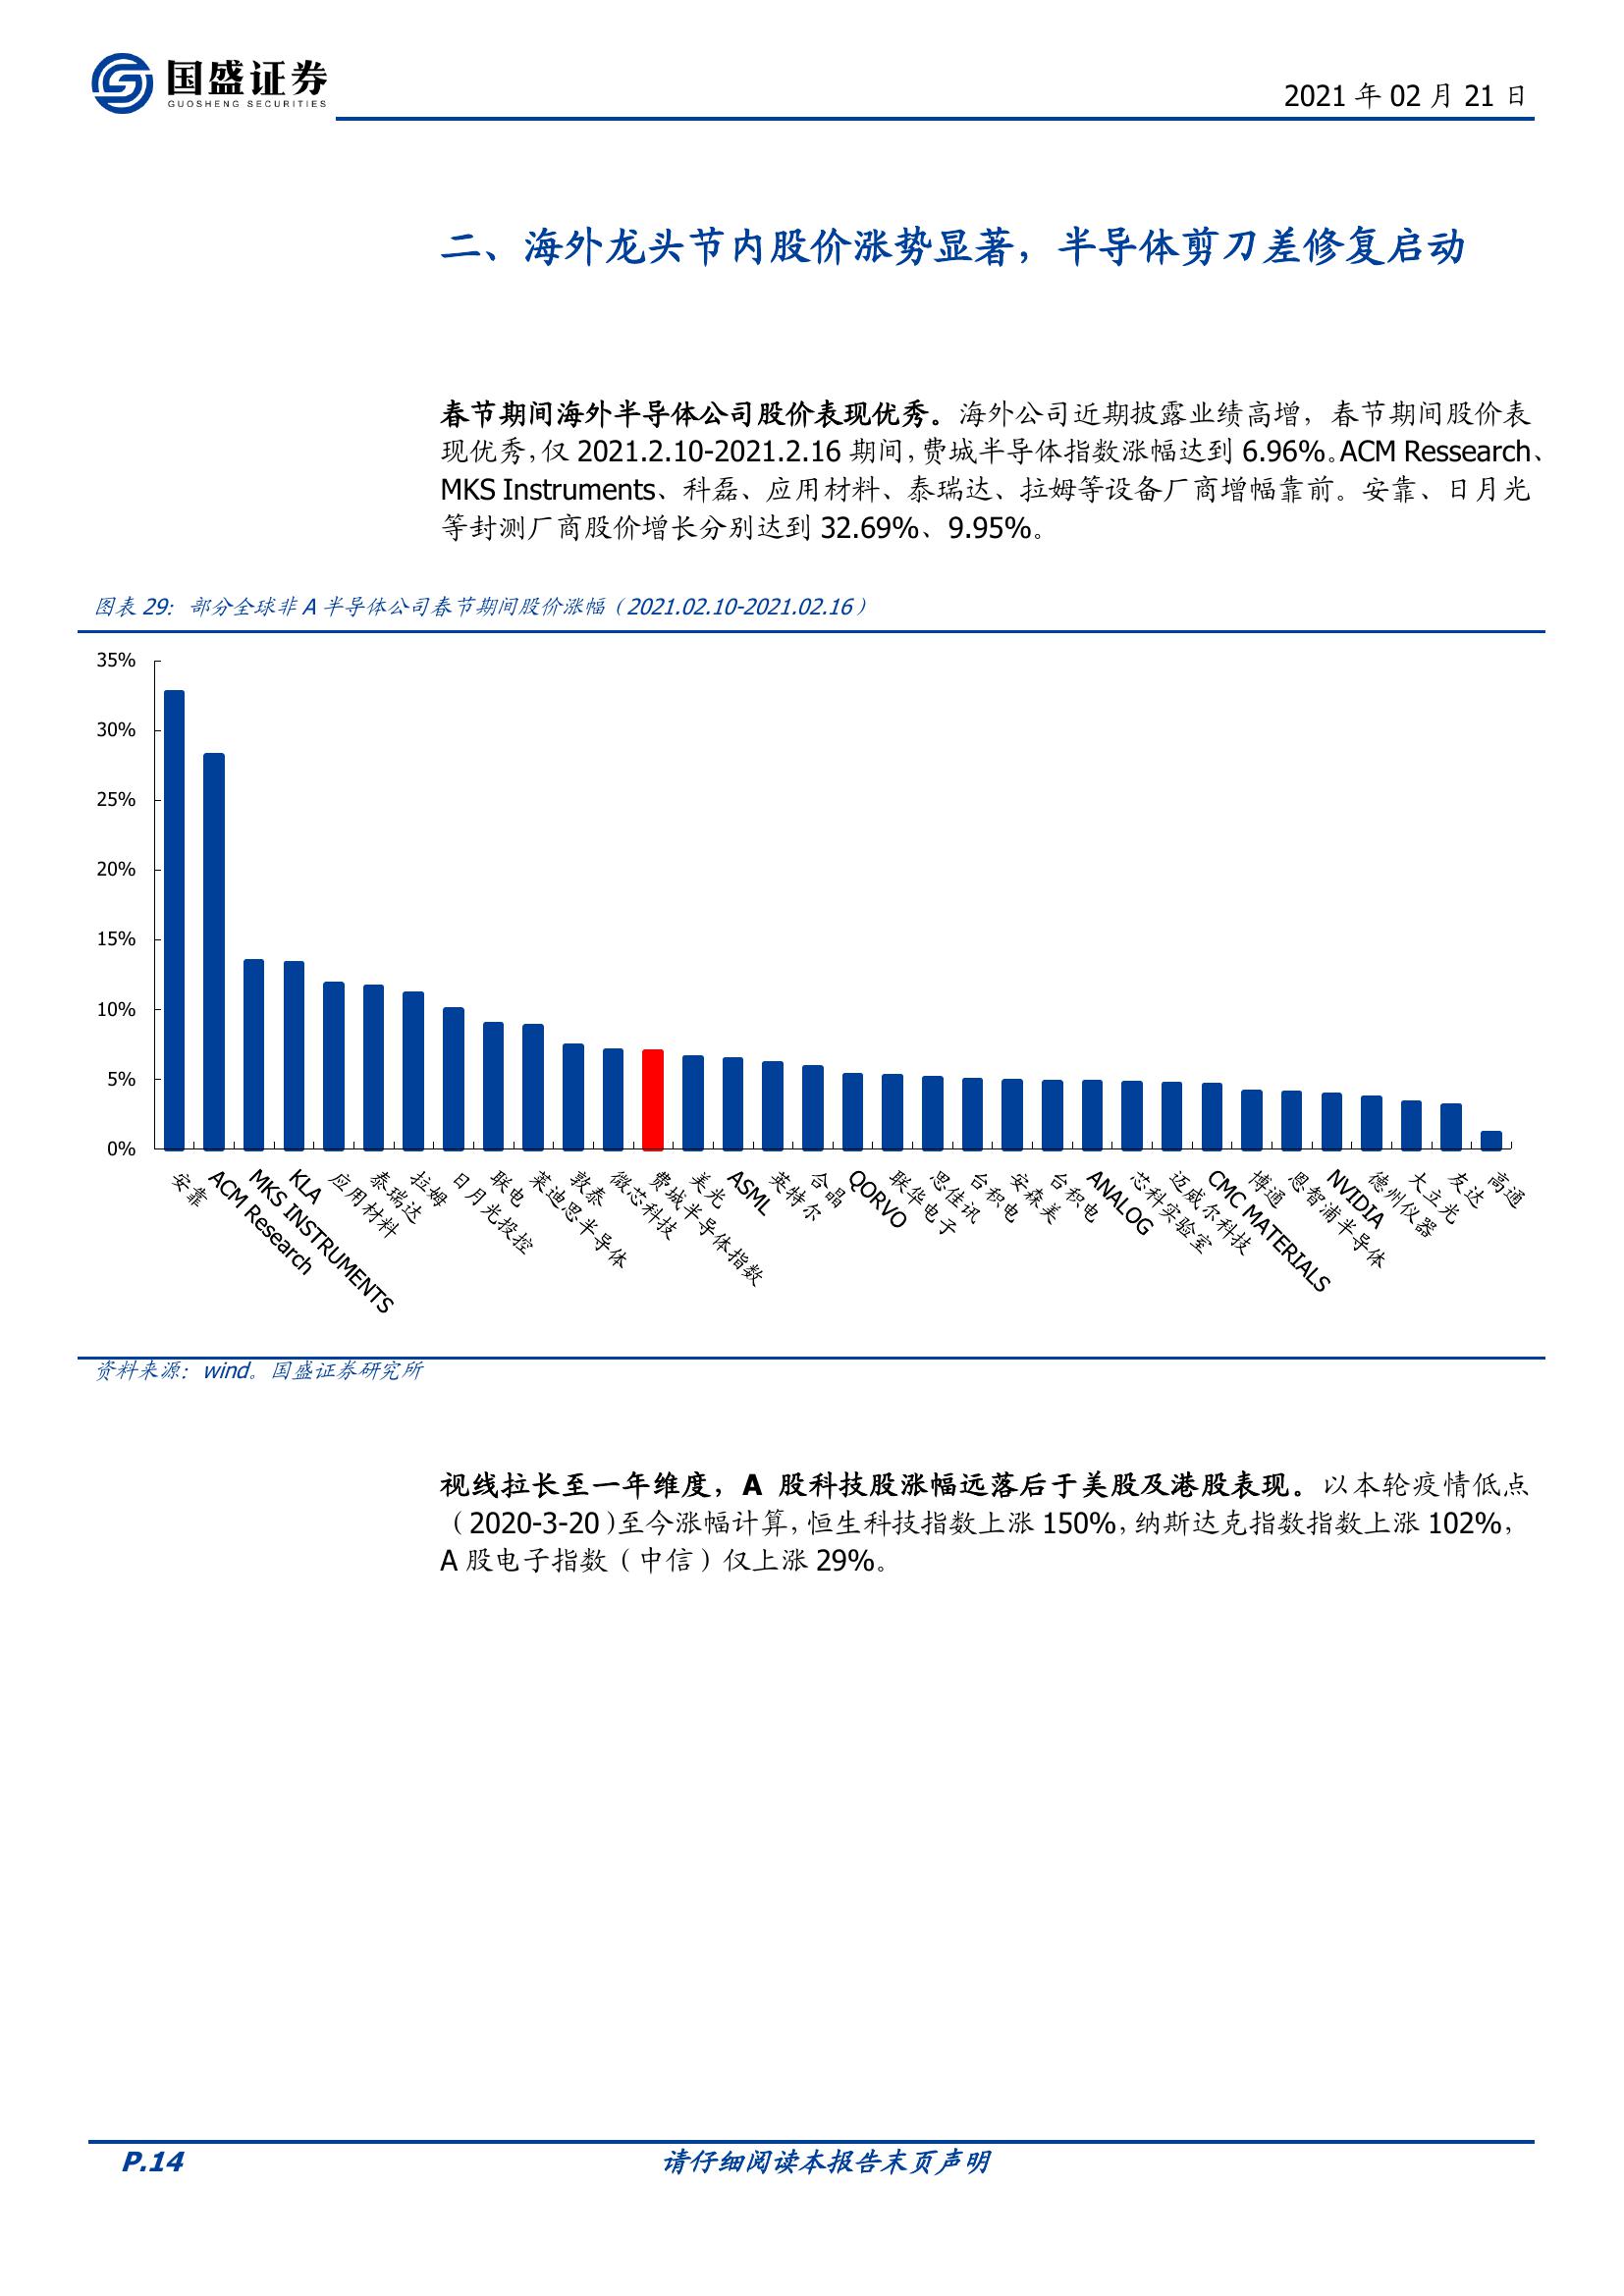 国盛证券
GUOSHENG SECURITIES
2021 年 02 月 21 日
二、海外龙头节内股价涨势显著，半导体剪刀差修复启动
春节期间海外半导体公司股价表现优秀。海外公司近期披露业绩高增，春节期间股价表
现优秀，仅 2021.2.10-2021.2.16 期间，费城半导体指数涨幅达到 6.96%。ACM Ressearch、
MKS Instruments、科磊、应用材料、泰瑞达、拉姆等设备厂商增幅靠前。安靠、日月光
等封测厂商股价增长分别达到 32.69%、9.95%。
图表 29：部分全球非 A 半导体公司春节期间股价涨幅（2021.02.10-2021.02.16）
35%
30%
25%
20%
15%
10%
5%
0%
安靠
ACM Research
MKS INSTRUMENTS
KLA
应用材料
泰瑞达
拉姆
日月光投控
联电
莱迪思半导体
敦泰
微芯科技
费城半导体指数
美光
ASML
英特尔
合晶
QORVO
联华电子
思佳讯
台积电
安森美
台积电
ANALOG
芯科实验室
迈威尔科技
CMC MATERIALS
博通
恩智浦半导体
NVIDIA
德州仪器
大立光
友达
高通
资料来源：wind。国盛证券研究所
视线拉长至一年维度，A 股科技股涨幅远落后于美股及港股表现。以本轮疫情低点
（2020-3-20）至今涨幅计算，恒生科技指数上涨 150%，纳斯达克指数指数上涨 102%，
A 股电子指数（中信）仅上涨 29%。
P.14
请仔细阅读本报告末页声明